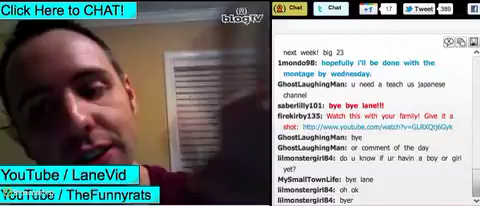 Click Here to CHAT!
blogTV
YouTube / LaneVid
YouTube / TheFunnyrats
Chat
Chat
+1
17
Tweet
389
next week! big 23
1mondo98: hopefully i'll be done with the
montage by wednesday.
GhostLaughingMan: u need a teach us japanese
channel
saberlilly101: bye bye lane!!!
firekirby135: Watch this with your family! Give it a
shot: http://www.youtube.com/watch?v=GLRXQtj6Gyk
GhostLaughingMan: bye
GhostLaughingMan: or comment of the day
lilmonstergirl84: do u know if ur havin a boy or girl
yet?
MySmallTownLife: bye lane
lilmonstergirl84: oh ok
lilmonstergirl84: byer